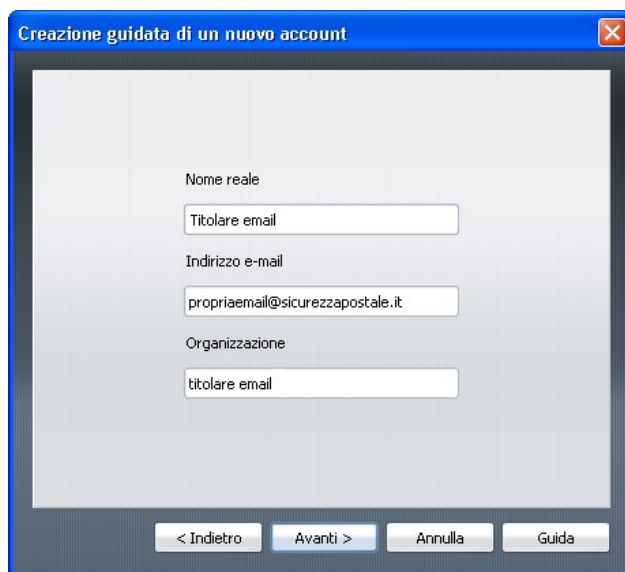 Creazione guidata di un nuovo account
Nome reale
Titolare email
Indirizzo e-mail
propriaemail@sicurezzapostale.it
Organizzazione
titolare email
< Indietro Avanti > Annulla Guida